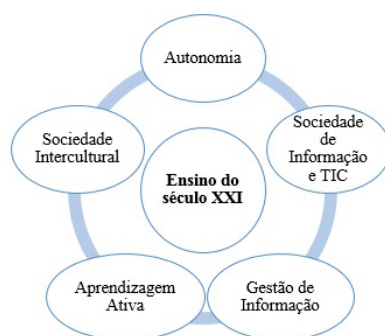 Autonomia
Sociedade
de
Informação
e TIC
Gestão de
Informação
Aprendizagem
Ativa
Sociedade
Intercultural
Ensino do
século XXI